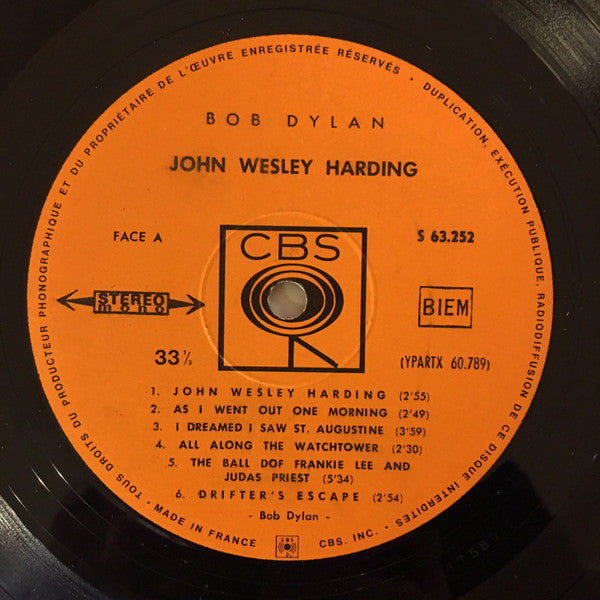 TOUS DROITS DU PRODUCTEUR PHONOGRAPHIQUE ET DU PROPRIÉTAIRE DE L'ŒUVRE ENREGISTRÉE RÉSERVÉS • DUPLICATION, EXÉCUTION PUBLIQUE, RADIODIFFUSION DE CE DISQUE INTERDITES •
BOB DYLAN
JOHN WESLEY HARDING
FACE A
CBS
S 63.252
STEREO
mono
BIEM
33 ⅓
(YPARTX 60.789)
1. JOHN WESLEY HARDING (2'55)
2. AS I WENT OUT ONE MORNING (2'49)
3. I DREAMED I SAW ST. AUGUSTINE (3'59)
4. ALL ALONG THE WATCHTOWER (2'30)
5. THE BALL DOF FRANKIE LEE AND
JUDAS PRIEST (5'34)
6. DRIFTER'S ESCAPE (2'54)
- Bob Dylan -
• MADE IN FRANCE
CBS
CBS, INC. •